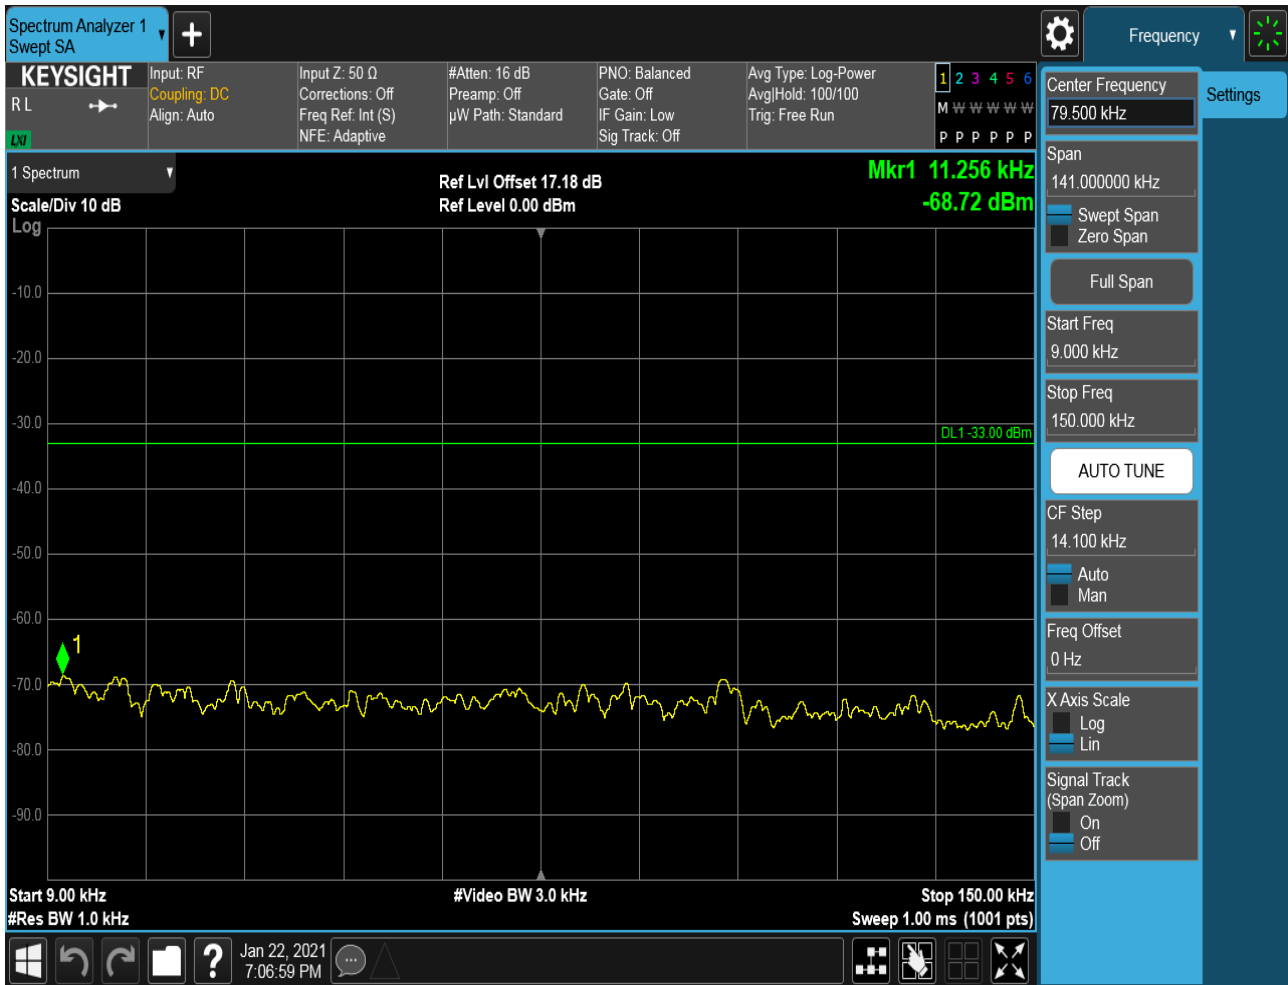 Spectrum Analyzer 1
Swept SA
Frequency
KEYSIGHT
R L
LXI
Input: RF
Coupling: DC
Align: Auto
Input Z: 50 Ω
Corrections: Off
Freq Ref: Int (S)
NFE: Adaptive
#Atten: 16 dB
Preamp: Off
µW Path: Standard
PNO: Balanced
Gate: Off
IF Gain: Low
Sig Track: Off
Avg Type: Log-Power
Avg|Hold: 100/100
Trig: Free Run
1 2 3 4 5 6
M W W W W W
P P P P P P
1 Spectrum
Scale/Div 10 dB
Log
Ref Lvl Offset 17.18 dB
Ref Level 0.00 dBm
Mkr1 11.256 kHz
-68.72 dBm
-10.0
-20.0
-30.0
DL1 -33.00 dBm
-40.0
-50.0
-60.0
1
-70.0
-80.0
-90.0
Start 9.00 kHz
#Res BW 1.0 kHz
#Video BW 3.0 kHz
Stop 150.00 kHz
Sweep 1.00 ms (1001 pts)
Center Frequency
79.500 kHz
Settings
Span
141.000000 kHz
Swept Span
Zero Span
Full Span
Start Freq
9.000 kHz
Stop Freq
150.000 kHz
AUTO TUNE
CF Step
14.100 kHz
Auto
Man
Freq Offset
0 Hz
X Axis Scale
Log
Lin
Signal Track
(Span Zoom)
On
Off
?
Jan 22, 2021
7:06:59 PM